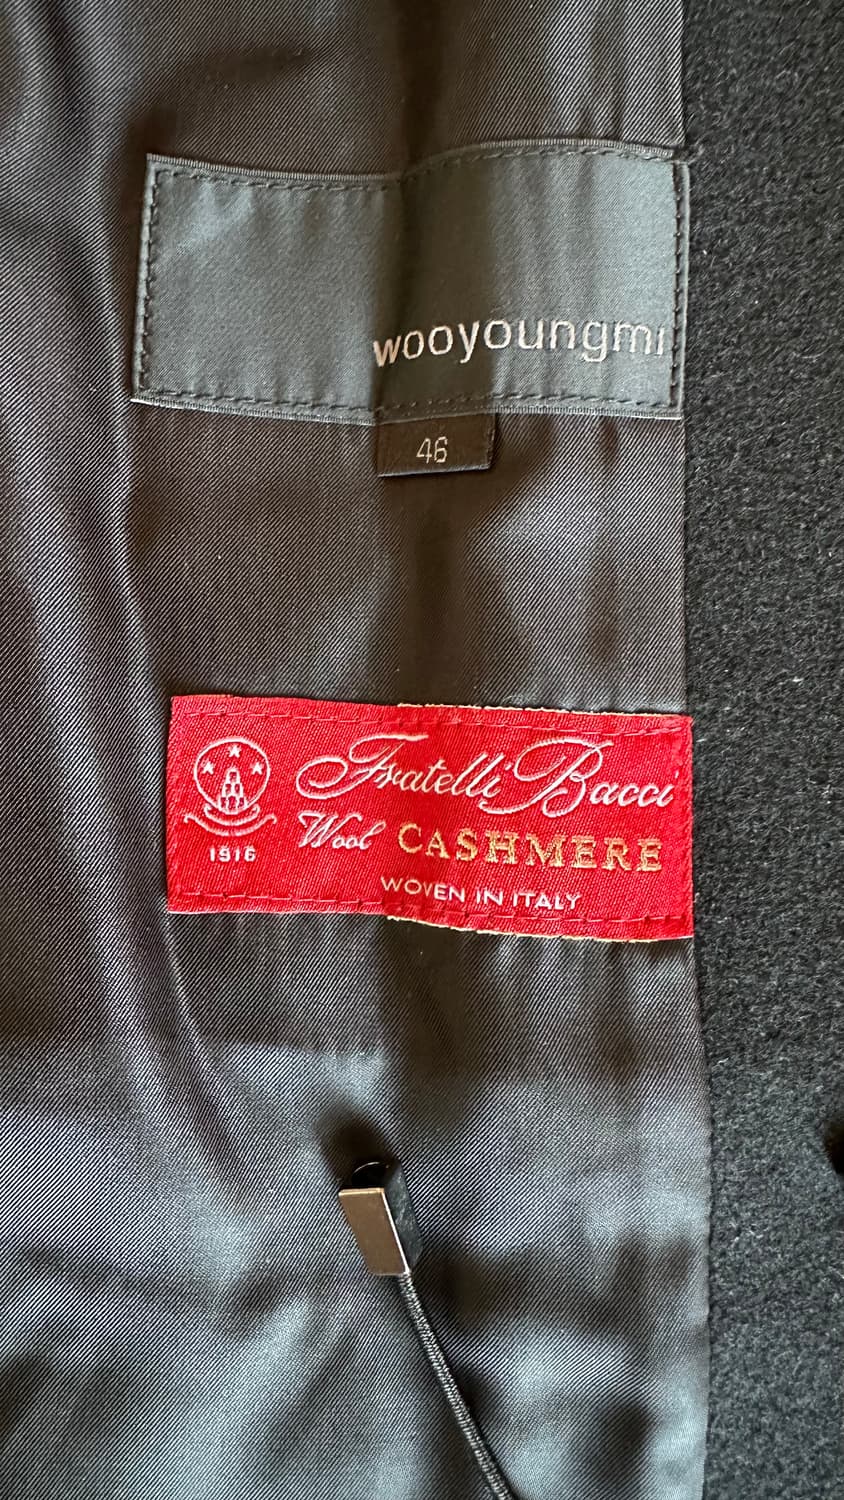 wooyoungmi
46
Fratelli Bacci
Wool CASHMERE
1916
WOVEN IN ITALY